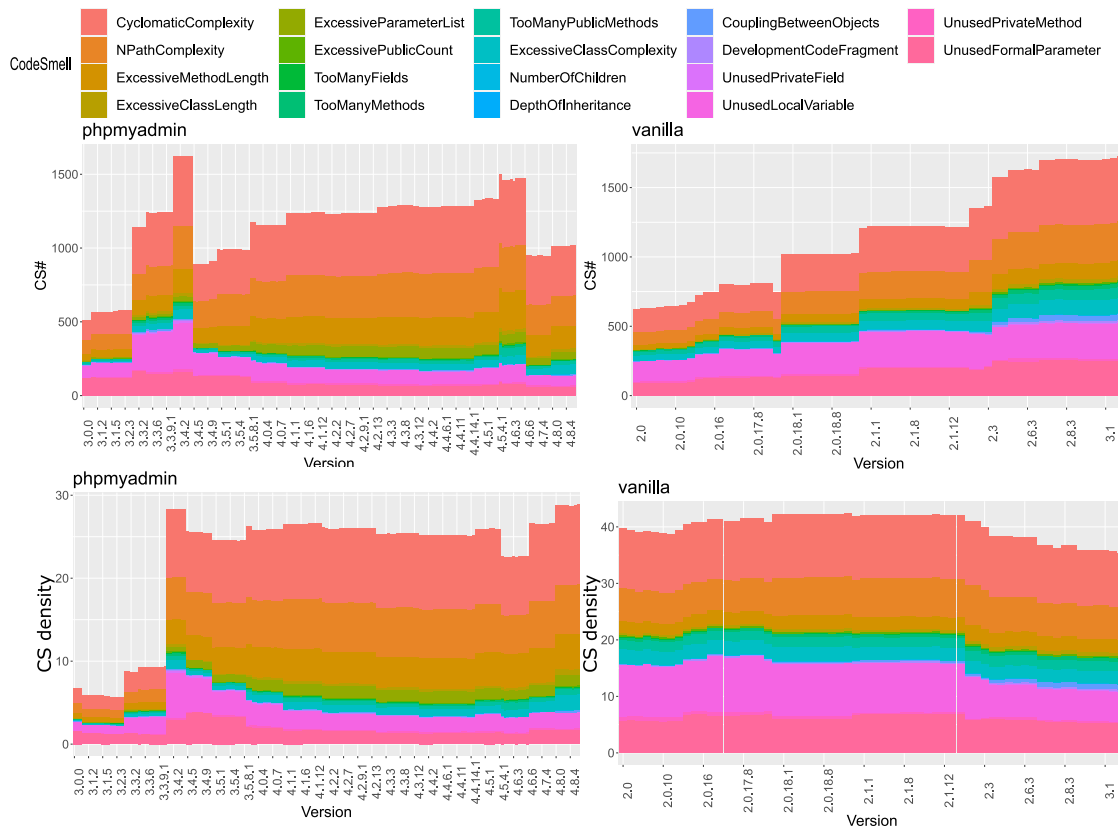 CyclomaticComplexity ExcessiveParameterList TooManyPublicMethods CouplingBetweenObjects UnusedPrivateMethod
NPathComplexity ExcessivePublicCount ExcessiveClassComplexity DevelopmentCodeFragment UnusedFormalParameter
CodeSmell
ExcessiveMethodLength TooManyFields NumberOfChildren UnusedPrivateField
ExcessiveClassLength TooManyMethods DepthOfInheritance UnusedLocalVariable
phpmyadmin
1500
1000
500
0
CS#
3.0.0 3.1.2 3.1.5 3.2.3 3.3.2 3.3.6 3.3.9.1 3.4.2 3.4.5 3.4.9 3.5.1 3.5.4 3.5.8.1 4.0.4 4.0.7 4.1.1 4.1.6 4.1.12 4.2.2 4.2.7 4.2.9.1 4.2.13 4.3.3 4.3.8 4.3.12 4.4.2 4.4.6.1 4.4.11 4.4.14.1 4.5.1 4.5.4.1 4.6.3 4.6.6 4.7.4 4.8.0 4.8.4
Version
vanilla
1500
1000
500
0
CS#
2.0 2.0.10 2.0.16 2.0.17.8 2.0.18.1 2.0.18.8 2.1.1 2.1.8 2.1.12 2.3 2.6.3 2.8.3 3.1
Version
phpmyadmin
30
20
10
0
CS density
3.0.0 3.1.2 3.1.5 3.2.3 3.3.2 3.3.6 3.3.9.1 3.4.2 3.4.5 3.4.9 3.5.1 3.5.4 3.5.8.1 4.0.4 4.0.7 4.1.1 4.1.6 4.1.12 4.2.2 4.2.7 4.2.9.1 4.2.13 4.3.3 4.3.8 4.3.12 4.4.2 4.4.6.1 4.4.11 4.4.14.1 4.5.1 4.5.4.1 4.6.3 4.6.6 4.7.4 4.8.0 4.8.4
Version
vanilla
40
30
20
10
0
CS density
2.0 2.0.10 2.0.16 2.0.17.8 2.0.18.1 2.0.18.8 2.1.1 2.1.8 2.1.12 2.3 2.6.3 2.8.3 3.1
Version